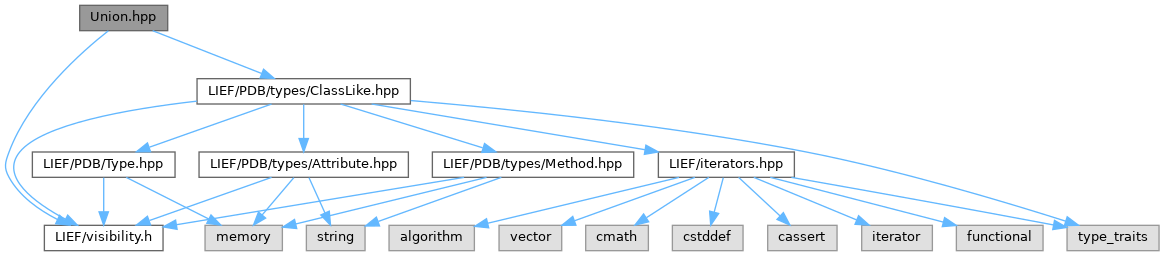 Union.hpp
LIEF/PDB/types/ClassLike.hpp
LIEF/PDB/Type.hpp
LIEF/PDB/types/Attribute.hpp
LIEF/PDB/types/Method.hpp
LIEF/iterators.hpp
LIEF/visibility.h
memory
string
algorithm
vector
cmath
cstddef
cassert
iterator
functional
type_traits